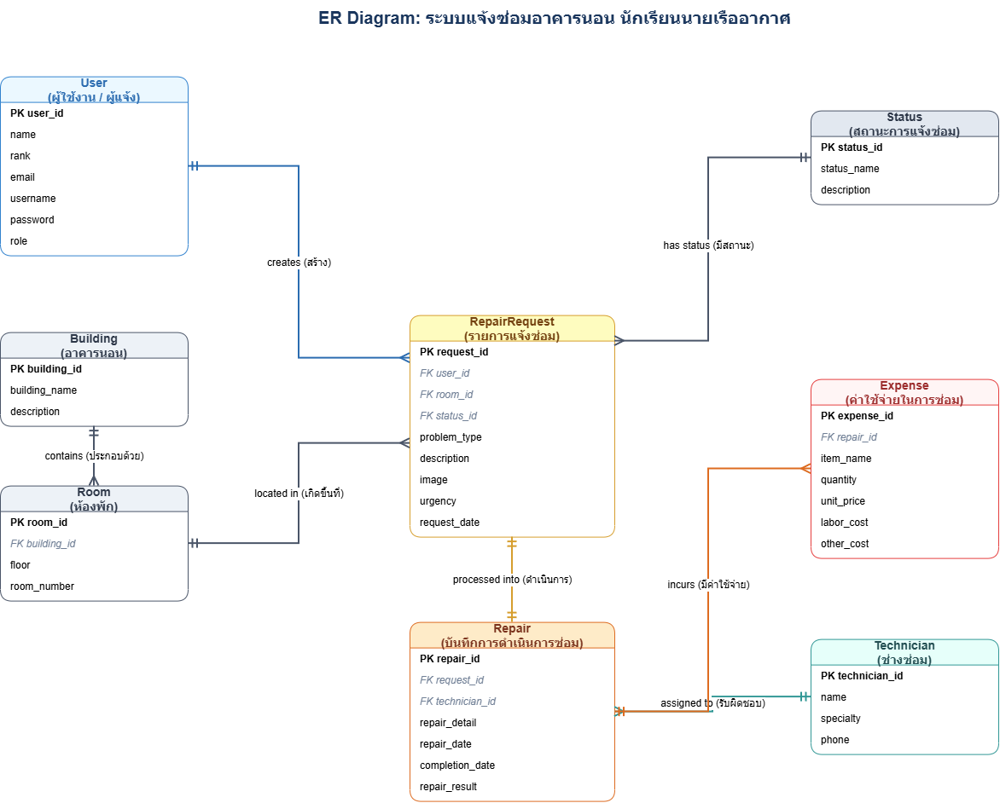 ER Diagram: ระบบแจ้งซ่อมอาคารนอน นักเรียนนายเรืออากาศ
User
(ผู้ใช้งาน / ผู้แจ้ง)
PK user_id
name
rank
email
username
password
role
Status
(สถานะการแจ้งซ่อม)
PK status_id
status_name
description
creates (สร้าง)
has status (มีสถานะ)
Building
(อาคารนอน)
PK building_id
building_name
description
contains (ประกอบด้วย)
Room
(ห้องพัก)
PK room_id
FK building_id
floor
room_number
located in (เกิดขึ้นที่)
RepairRequest
(รายการแจ้งซ่อม)
PK request_id
FK user_id
FK room_id
FK status_id
problem_type
description
image
urgency
request_date
Expense
(ค่าใช้จ่ายในการซ่อม)
PK expense_id
FK repair_id
item_name
quantity
unit_price
labor_cost
other_cost
processed into (ดำเนินการ)
incurs (มีค่าใช้จ่าย)
Repair
(บันทึกการดำเนินการซ่อม)
PK repair_id
FK request_id
FK technician_id
repair_detail
repair_date
completion_date
repair_result
assigned to (รับผิดชอบ)
Technician
(ช่างซ่อม)
PK technician_id
name
specialty
phone